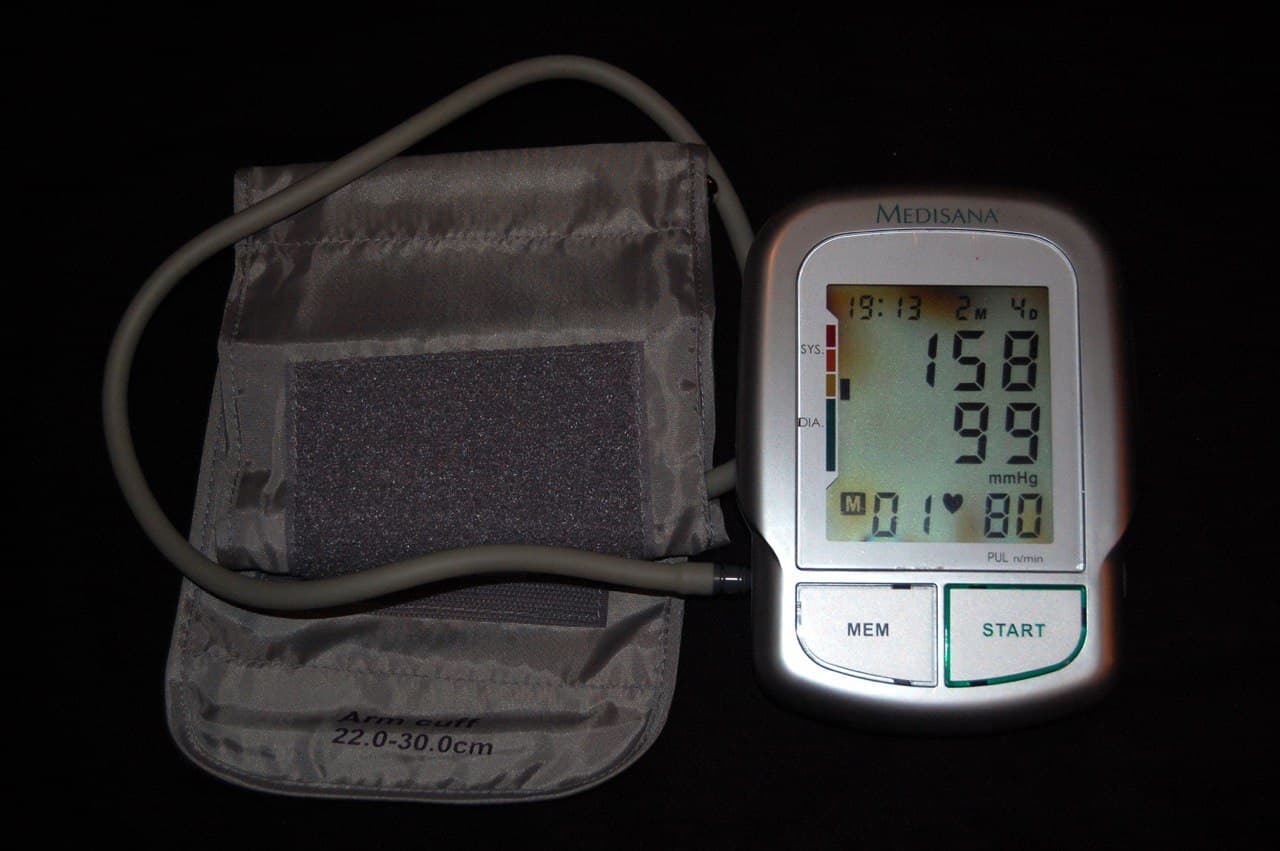 MEDISANA
19:13 2M 4D
SYS. 158
DIA. 99
mmHg
M 01 80
PUL n/min
MEM START
Arm cuff
22.0-30.0cm